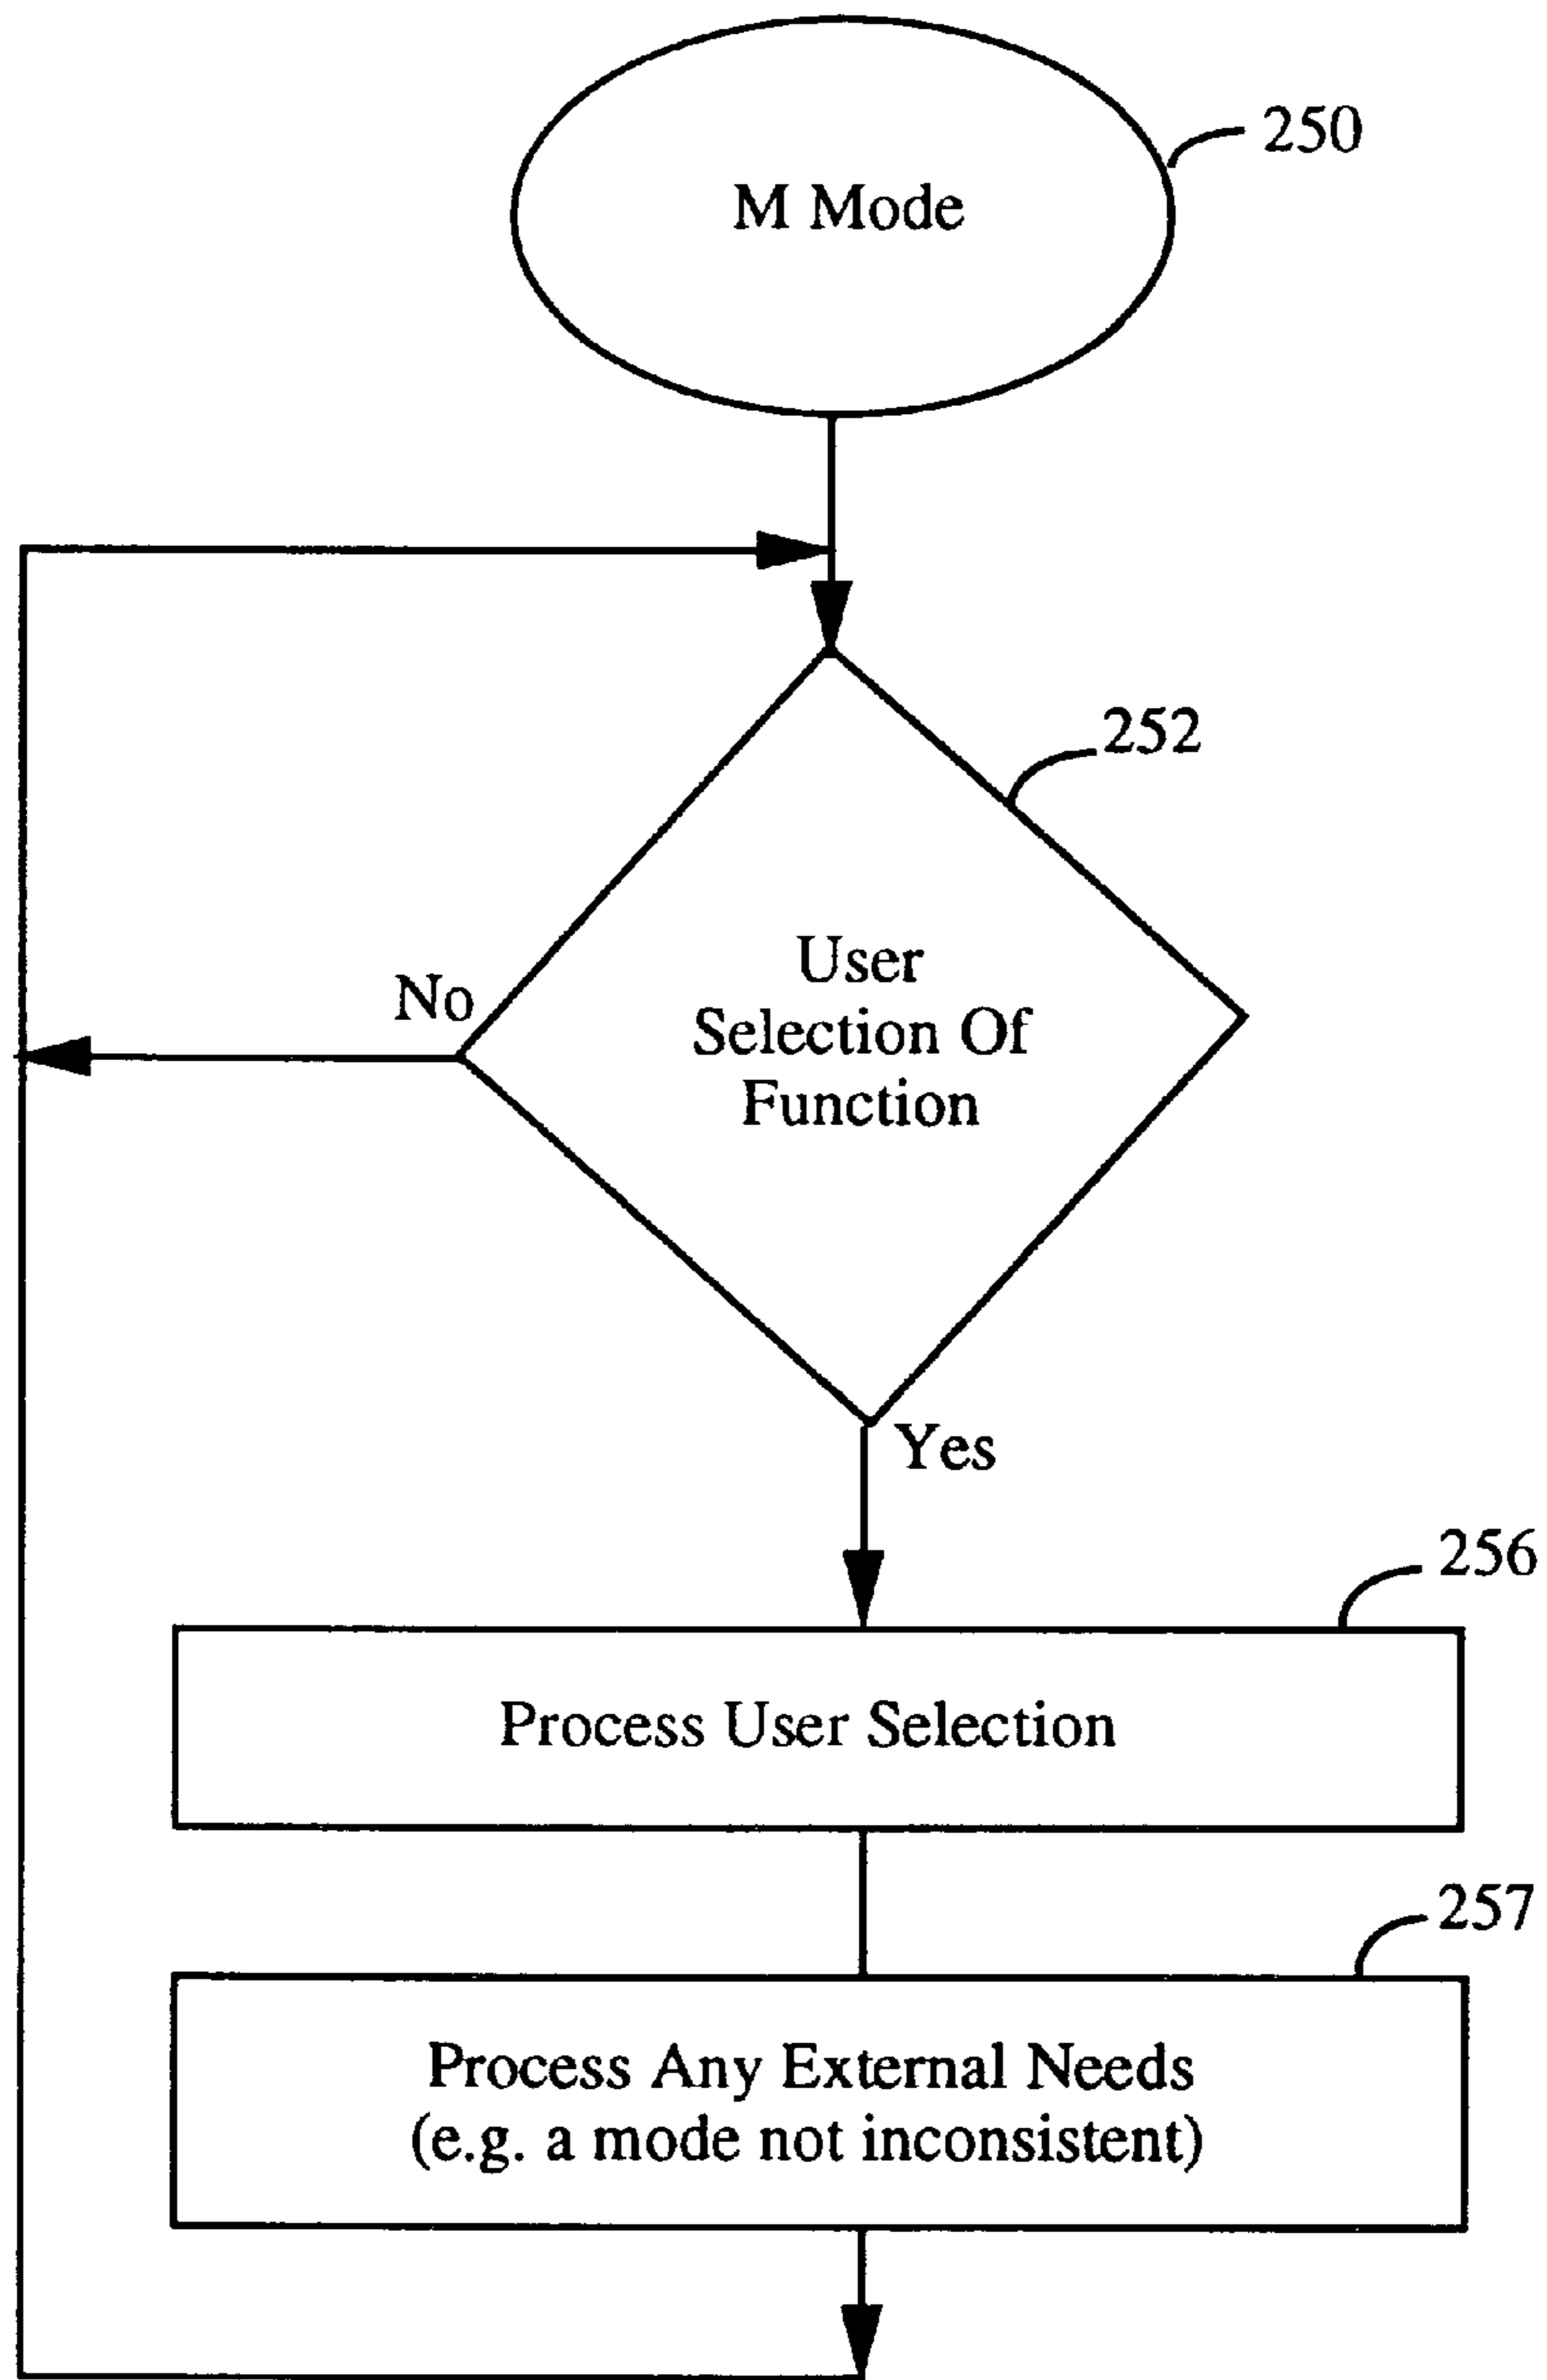 250
M Mode
252
User
Selection Of
Function
No
Yes
256
Process User Selection
257
Process Any External Needs
(e.g. a mode not inconsistent)